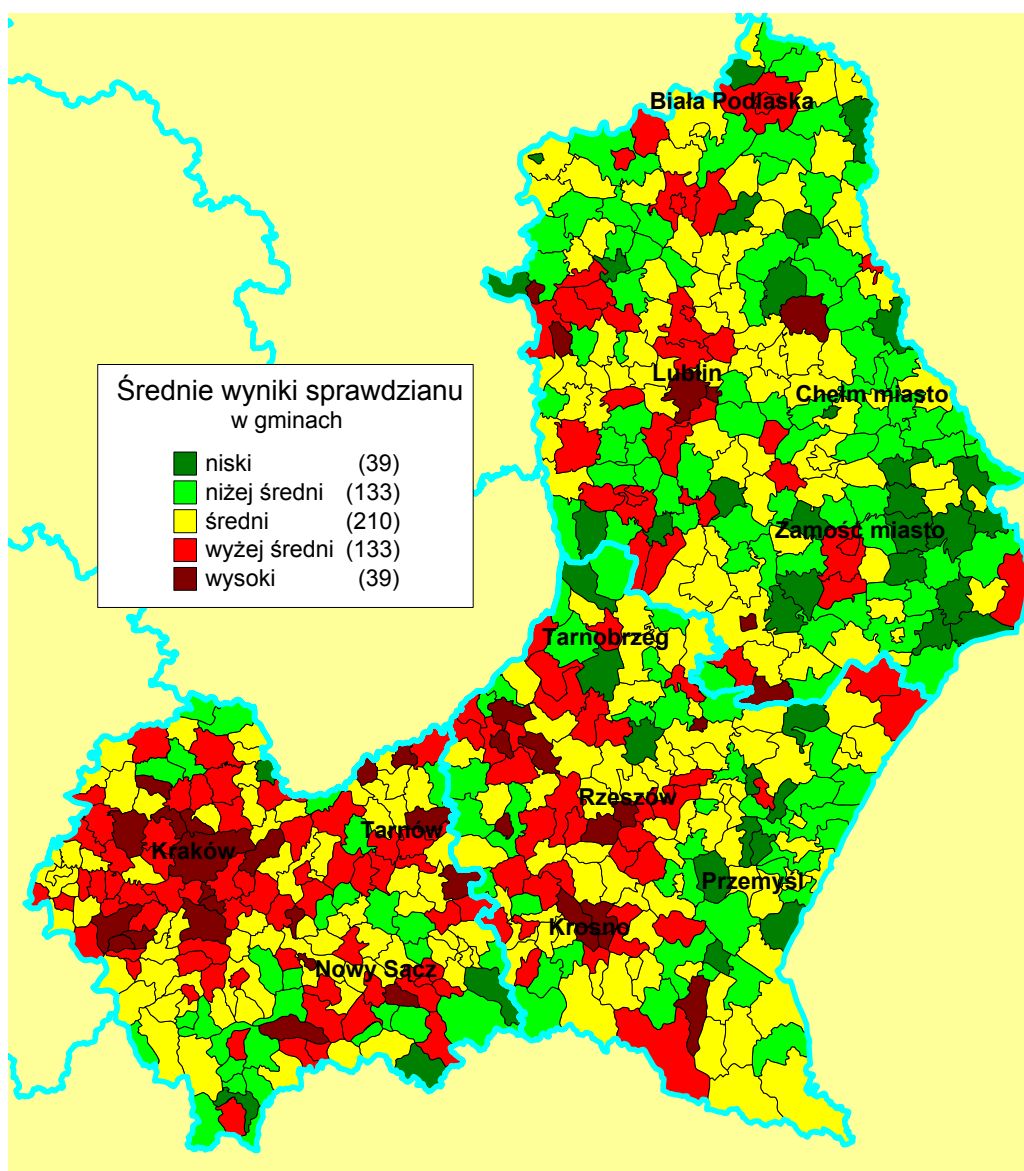 Biała Podlaska
Lublin
Średnie wyniki sprawdzianu
w gminach
niski (39)
niżej średni (133)
średni (210)
wyżej średni (133)
wysoki (39)
Chełm miasto
Zamość miasto
Tarnobrzeg
Rzeszów
Tarnów
Kraków
Przemyśl
Krosno
Nowy Sącz